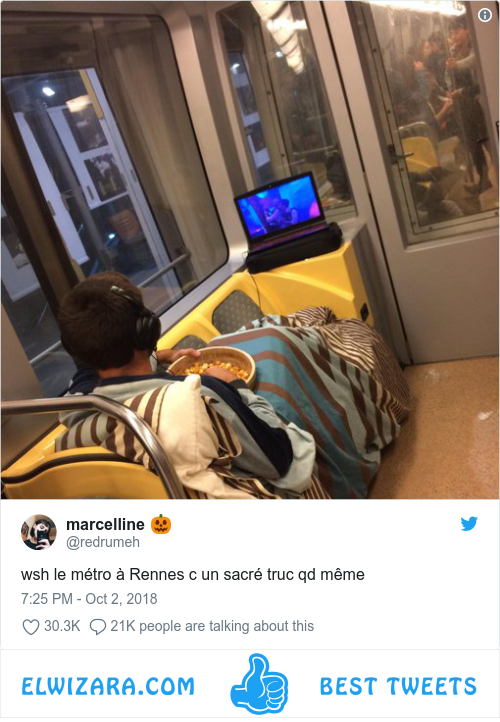 marcelline 🎃
@redrumeh
wsh le métro à Rennes c un sacré truc qd même
7:25 PM - Oct 2, 2018
30.3K 21K people are talking about this
ELWIZARA.COM BEST TWEETS